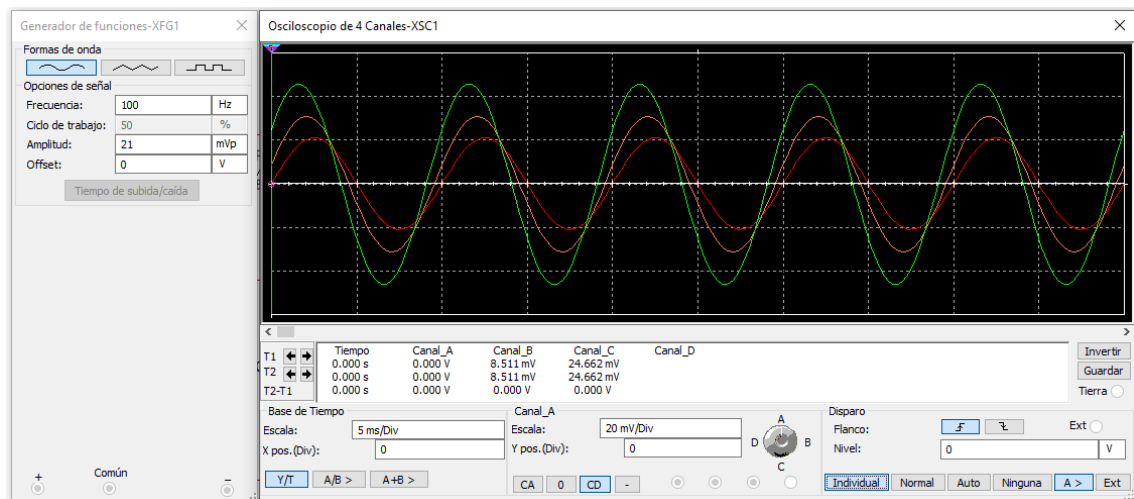 Generador de funciones-XFG1
Formas de onda
Opciones de señal
Frecuencia: 100 Hz
Ciclo de trabajo: 50 %
Amplitud: 21 mVp
Offset: 0 V
Tiempo de subida/caída
+ Común -
Osciloscopio de 4 Canales-XSC1
Tiempo Canal_A Canal_B Canal_C Canal_D
T1 0.000 s 0.000 V 8.511 mV 24.662 mV
T2 0.000 s 0.000 V 8.511 mV 24.662 mV
T2-T1 0.000 s 0.000 V 0.000 V 0.000 V
Invertir
Guardar
Tierra
Base de Tiempo
Escala: 5 ms/Div
X pos.(Div): 0
Y/T A/B > A+B >
Canal_A
Escala: 20 mV/Div
Y pos.(Div): 0
CA 0 CD -
A
D B
C
Disparo
Flanco: Ext
Nivel: 0 V
Individual Normal Auto Ninguna A > Ext